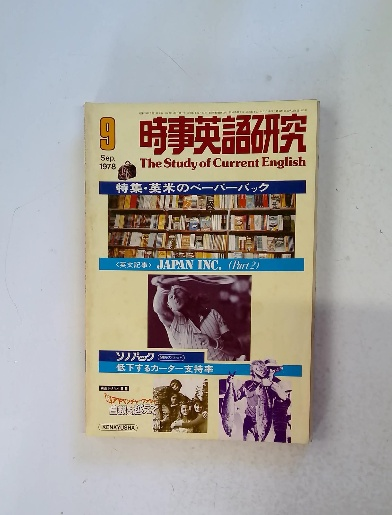 9
Sep.
1978
時事英語研究
The Study of Current English
特集・英米のペーパーバック
〈英文記事〉 JAPAN INC. (Part 2)
ソノパック
低下するカーター支持率
KENKYUSHA